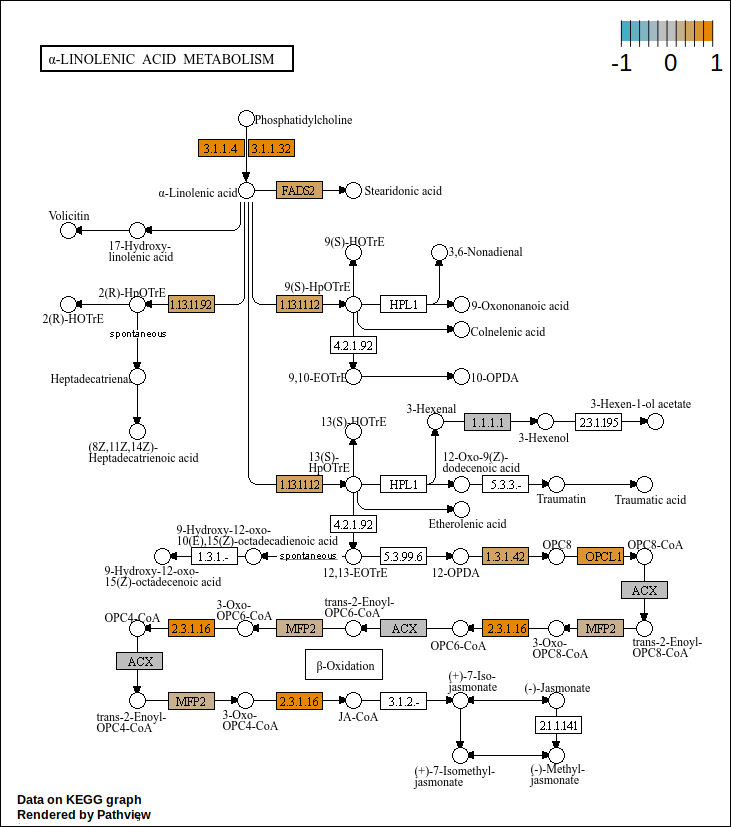 α-LINOLENIC ACID METABOLISM
-1 0 1
Phosphatidylcholine
3.1.1.4 3.1.1.32
α-Linolenic acid
FADS2
Stearidonic acid
Volicitin
17-Hydroxy-
linolenic acid
9(S)-HOTrE
3,6-Nonadienal
2(R)-HpOTrE
1.13.11.92
2(R)-HOTrE
9(S)-HpOTrE
1.13.11.12
HPL1
9-Oxononanoic acid
Colnelenic acid
spontaneous
4.2.1.92
Heptadecatrienal
9,10-EOTrE
10-OPDA
(8Z,11Z,14Z)-
Heptadecatrienoic acid
13(S)-HOTrE
3-Hexenal
1.1.1.1
3-Hexenol
2.3.1.195
3-Hexen-1-ol acetate
13(S)-
HpOTrE
1.13.11.12
HPL1
12-Oxo-9(Z)-
dodecenoic acid
5.3.3.-
Traumatin
Traumatic acid
Etherolenic acid
4.2.1.92
9-Hydroxy-12-oxo-
10(E),15(Z)-octadecadienoic acid
1.3.1.-
spontaneous
9-Hydroxy-12-oxo-
15(Z)-octadecenoic acid
12,13-EOTrE
5.3.99.6
12-OPDA
1.3.1.42
OPC8
OPCL1
OPC8-CoA
ACX
OPC4-CoA
2.3.1.16
3-Oxo-
OPC6-CoA
MFP2
trans-2-Enoyl-
OPC6-CoA
ACX
OPC6-CoA
2.3.1.16
3-Oxo-
OPC8-CoA
MFP2
trans-2-Enoyl-
OPC8-CoA
ACX
β-Oxidation
trans-2-Enoyl-
OPC4-CoA
MFP2
3-Oxo-
OPC4-CoA
2.3.1.16
JA-CoA
3.1.2.-
(+)-7-Iso-
jasmonate
(-)-Jasmonate
2.1.1.141
(+)-7-Isomethyl-
jasmonate
(-)-Methyl-
jasmonate
Data on KEGG graph
Rendered by Pathview